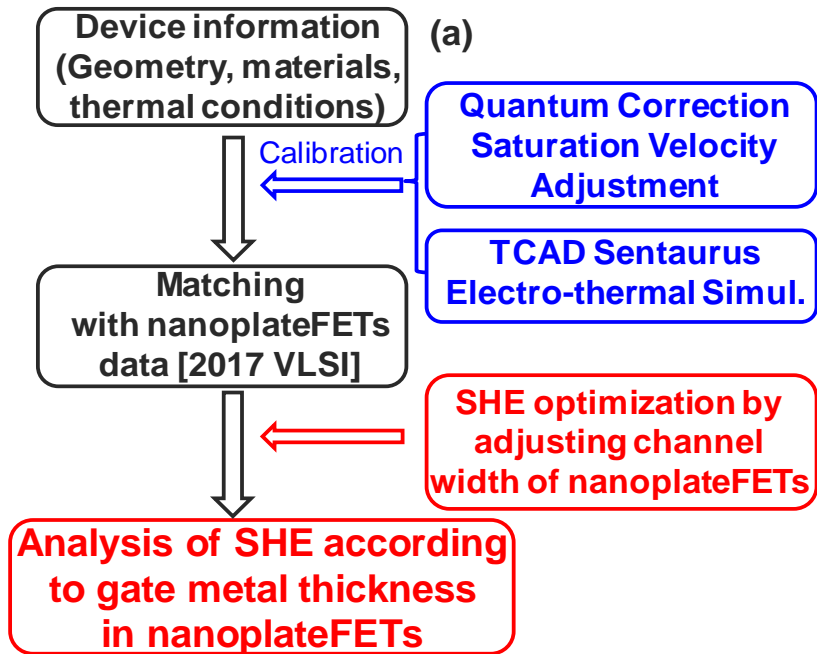 Device information
(Geometry, materials,
thermal conditions)
(a)
Quantum Correction
Saturation Velocity
Adjustment
Calibration
TCAD Sentaurus
Electro-thermal Simul.
Matching
with nanoplateFETs
data [2017 VLSI]
SHE optimization by
adjusting channel
width of nanoplateFETs
Analysis of SHE according
to gate metal thickness
in nanoplateFETs